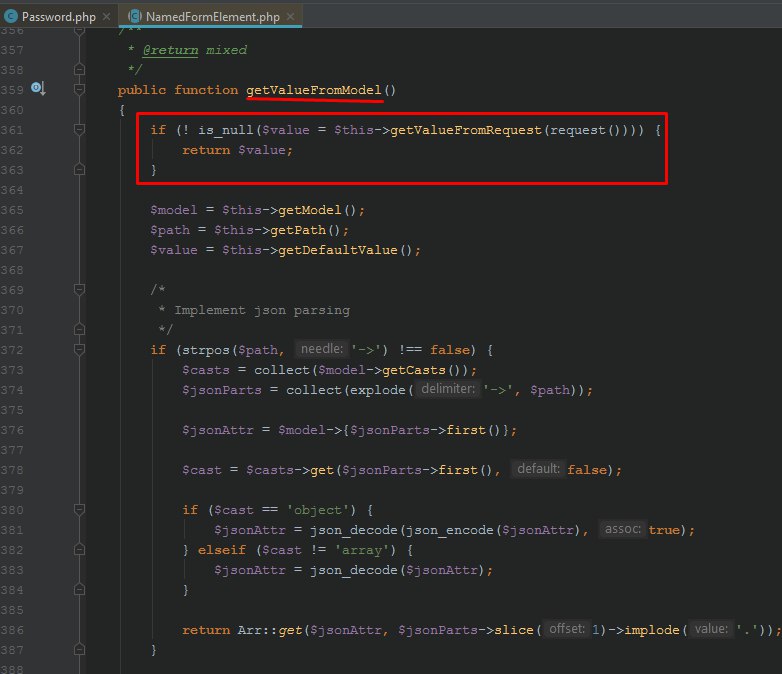 Password.php × NamedFormElement.php ×
356 /**
357 * @return mixed
358 */
359 public function getValueFromModel()
360 {
361 if (! is_null($value = $this->getValueFromRequest(request()))) {
362 return $value;
363 }
364
365 $model = $this->getModel();
366 $path = $this->getPath();
367 $value = $this->getDefaultValue();
368
369 /*
370 * Implement json parsing
371 */
372 if (strpos($path, needle: '->') !== false) {
373 $casts = collect($model->getCasts());
374 $jsonParts = collect(explode( delimiter: '->', $path));
375
376 $jsonAttr = $model->{$jsonParts->first()};
377
378 $cast = $casts->get($jsonParts->first(), default: false);
379
380 if ($cast == 'object') {
381 $jsonAttr = json_decode(json_encode($jsonAttr), assoc: true);
382 } elseif ($cast != 'array') {
383 $jsonAttr = json_decode($jsonAttr);
384 }
385
386 return Arr::get($jsonAttr, $jsonParts->slice( offset: 1)->implode( value: '.'));
387 }
388